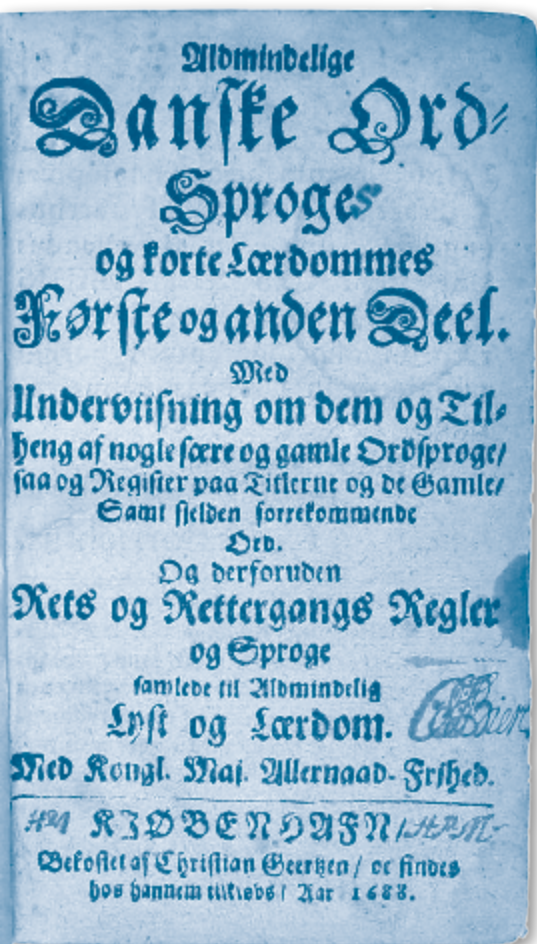 Aldmindelige
Danske Ord-
Sproges
og korte Lærdommes
Første og anden Deel.
Med
Underviisning om dem og Til-
heng af nogle sære og gamle Ordsproge/
saa og Register paa Titlerne og de Gamle/
Samt sielden forrekommende
Ord.
Og derforuden
Rets og Rettergangs Regler
og Sproge
samlede til Aldmindelig
Lyst og Lærdom.
Med Kongl. Maj. Allernaad. Frihed.
KIØBENHAFN/
Bekostet af Christian Geertzen/ oc findes
hos hannem tilkiøbs/ Aar 1688.